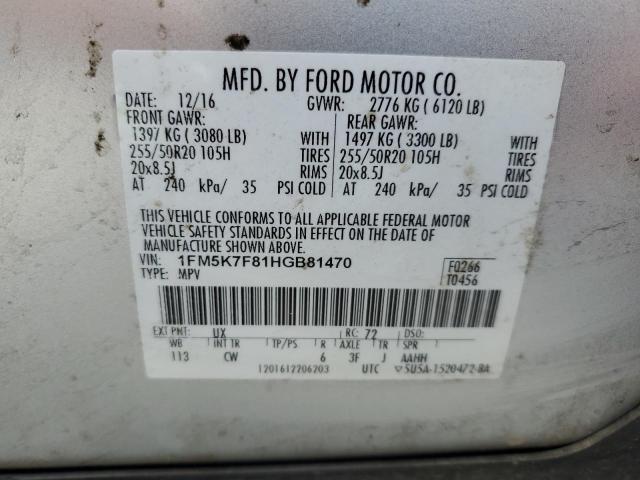 MFD. BY FORD MOTOR CO.
DATE: 12/16 GVWR: 2776 KG ( 6120 LB)
FRONT GAWR: REAR GAWR:
1397 KG ( 3080 LB) WITH 1497 KG ( 3300 LB) WITH
255/50R20 105H TIRES 255/50R20 105H TIRES
20x8.5J RIMS 20x8.5J RIMS
AT 240 kPa/ 35 PSI COLD AT 240 kPa/ 35 PSI COLD
THIS VEHICLE CONFORMS TO ALL APPLICABLE FEDERAL MOTOR
VEHICLE SAFETY STANDARDS IN EFFECT ON THE DATE OF
MANUFACTURE SHOWN ABOVE.
VIN: 1FM5K7F81HGB81470 F0266
TYPE: MPV T0456
EXT PNT: UX RC: 72 DSO:
WB INT TR TP/PS R AXLE TR SPR
113 CW 6 3F J AAHH
1201612206203 UTC ▽5U5A-1520472-BA